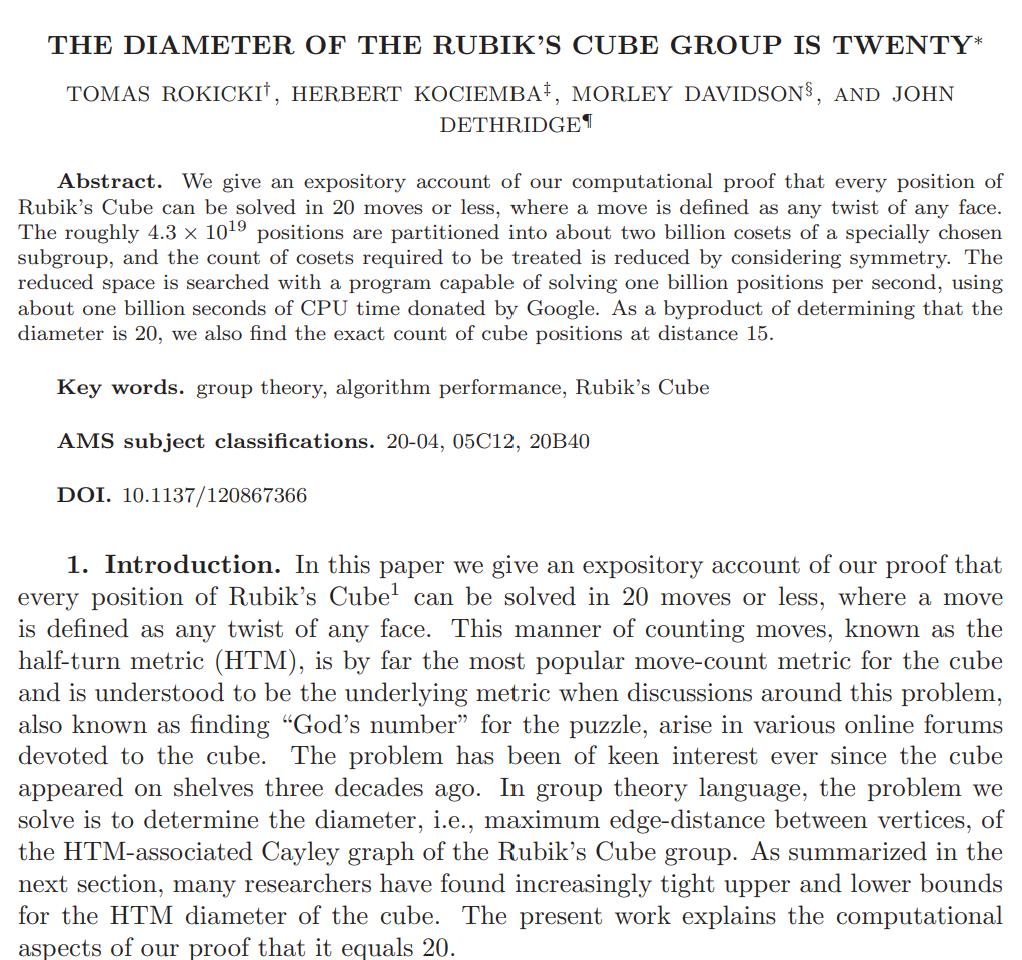 THE DIAMETER OF THE RUBIK'S CUBE GROUP IS TWENTY*
TOMAS ROKICKI†, HERBERT KOCIEMBA‡, MORLEY DAVIDSON§, AND JOHN
DETHRIDGE¶
Abstract. We give an expository account of our computational proof that every position of
Rubik's Cube can be solved in 20 moves or less, where a move is defined as any twist of any face.
The roughly 4.3 × 10¹⁹ positions are partitioned into about two billion cosets of a specially chosen
subgroup, and the count of cosets required to be treated is reduced by considering symmetry. The
reduced space is searched with a program capable of solving one billion positions per second, using
about one billion seconds of CPU time donated by Google. As a byproduct of determining that the
diameter is 20, we also find the exact count of cube positions at distance 15.
Key words. group theory, algorithm performance, Rubik's Cube
AMS subject classifications. 20-04, 05C12, 20B40
DOI. 10.1137/120867366
1. Introduction. In this paper we give an expository account of our proof that
every position of Rubik's Cube¹ can be solved in 20 moves or less, where a move
is defined as any twist of any face. This manner of counting moves, known as the
half-turn metric (HTM), is by far the most popular move-count metric for the cube
and is understood to be the underlying metric when discussions around this problem,
also known as finding “God's number” for the puzzle, arise in various online forums
devoted to the cube. The problem has been of keen interest ever since the cube
appeared on shelves three decades ago. In group theory language, the problem we
solve is to determine the diameter, i.e., maximum edge-distance between vertices, of
the HTM-associated Cayley graph of the Rubik's Cube group. As summarized in the
next section, many researchers have found increasingly tight upper and lower bounds
for the HTM diameter of the cube. The present work explains the computational
aspects of our proof that it equals 20.